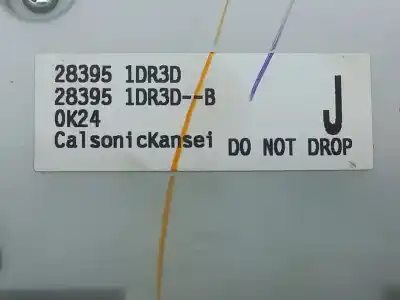 28395 1DR3D
28395 1DR3D--B
0K24
CalsonicKansei DO NOT DROP
J